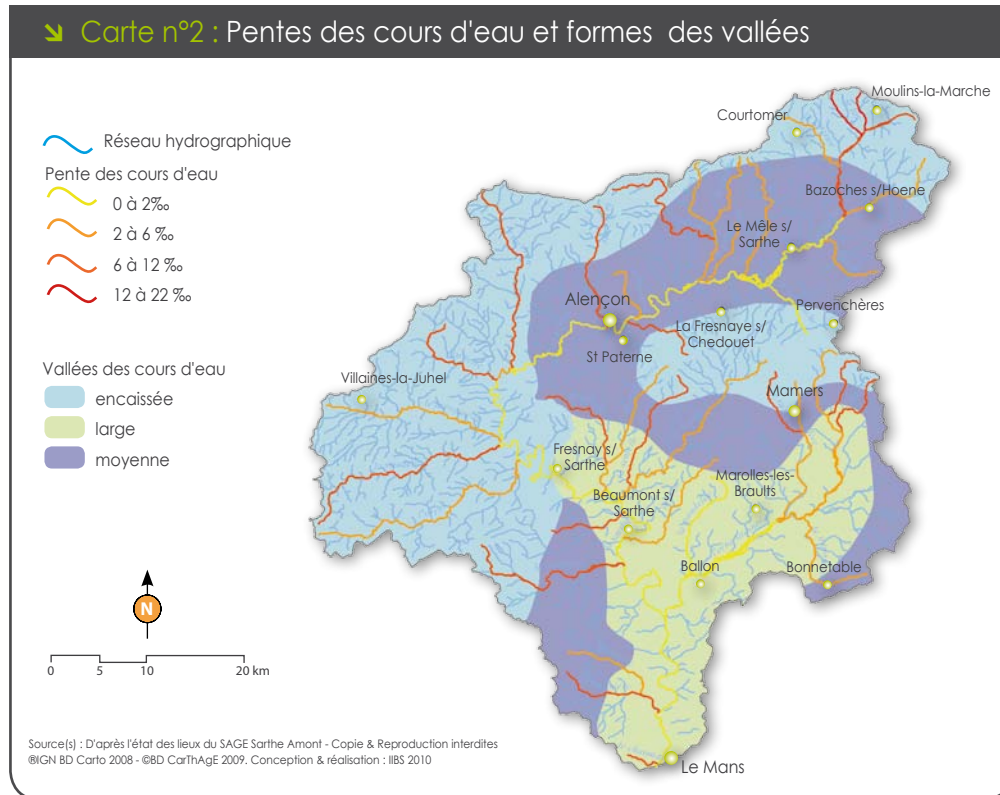 Carte n°2 : Pentes des cours d'eau et formes des vallées
Réseau hydrographique
Pente des cours d'eau
0 à 2‰
2 à 6 ‰
6 à 12 ‰
12 à 22 ‰
Vallées des cours d'eau
encaissée
large
moyenne
N
0 5 10 20 km
Moulins-la-Marche
Courtomer
Bazoches s/Hoene
Le Mêle s/
Sarthe
Alençon
Pervenchères
La Fresnaye s/
Chedouet
St Paterne
Villaines-la-Juhel
Mamers
Fresnay s/
Sarthe
Marolles-les-
Braults
Beaumont s/
Sarthe
Ballon
Bonnetable
Le Mans
Source(s) : D'après l'état des lieux du SAGE Sarthe Amont - Copie & Reproduction interdites
®IGN BD Carto 2008 - ©BD CarThAgE 2009. Conception & réalisation : IIBS 2010